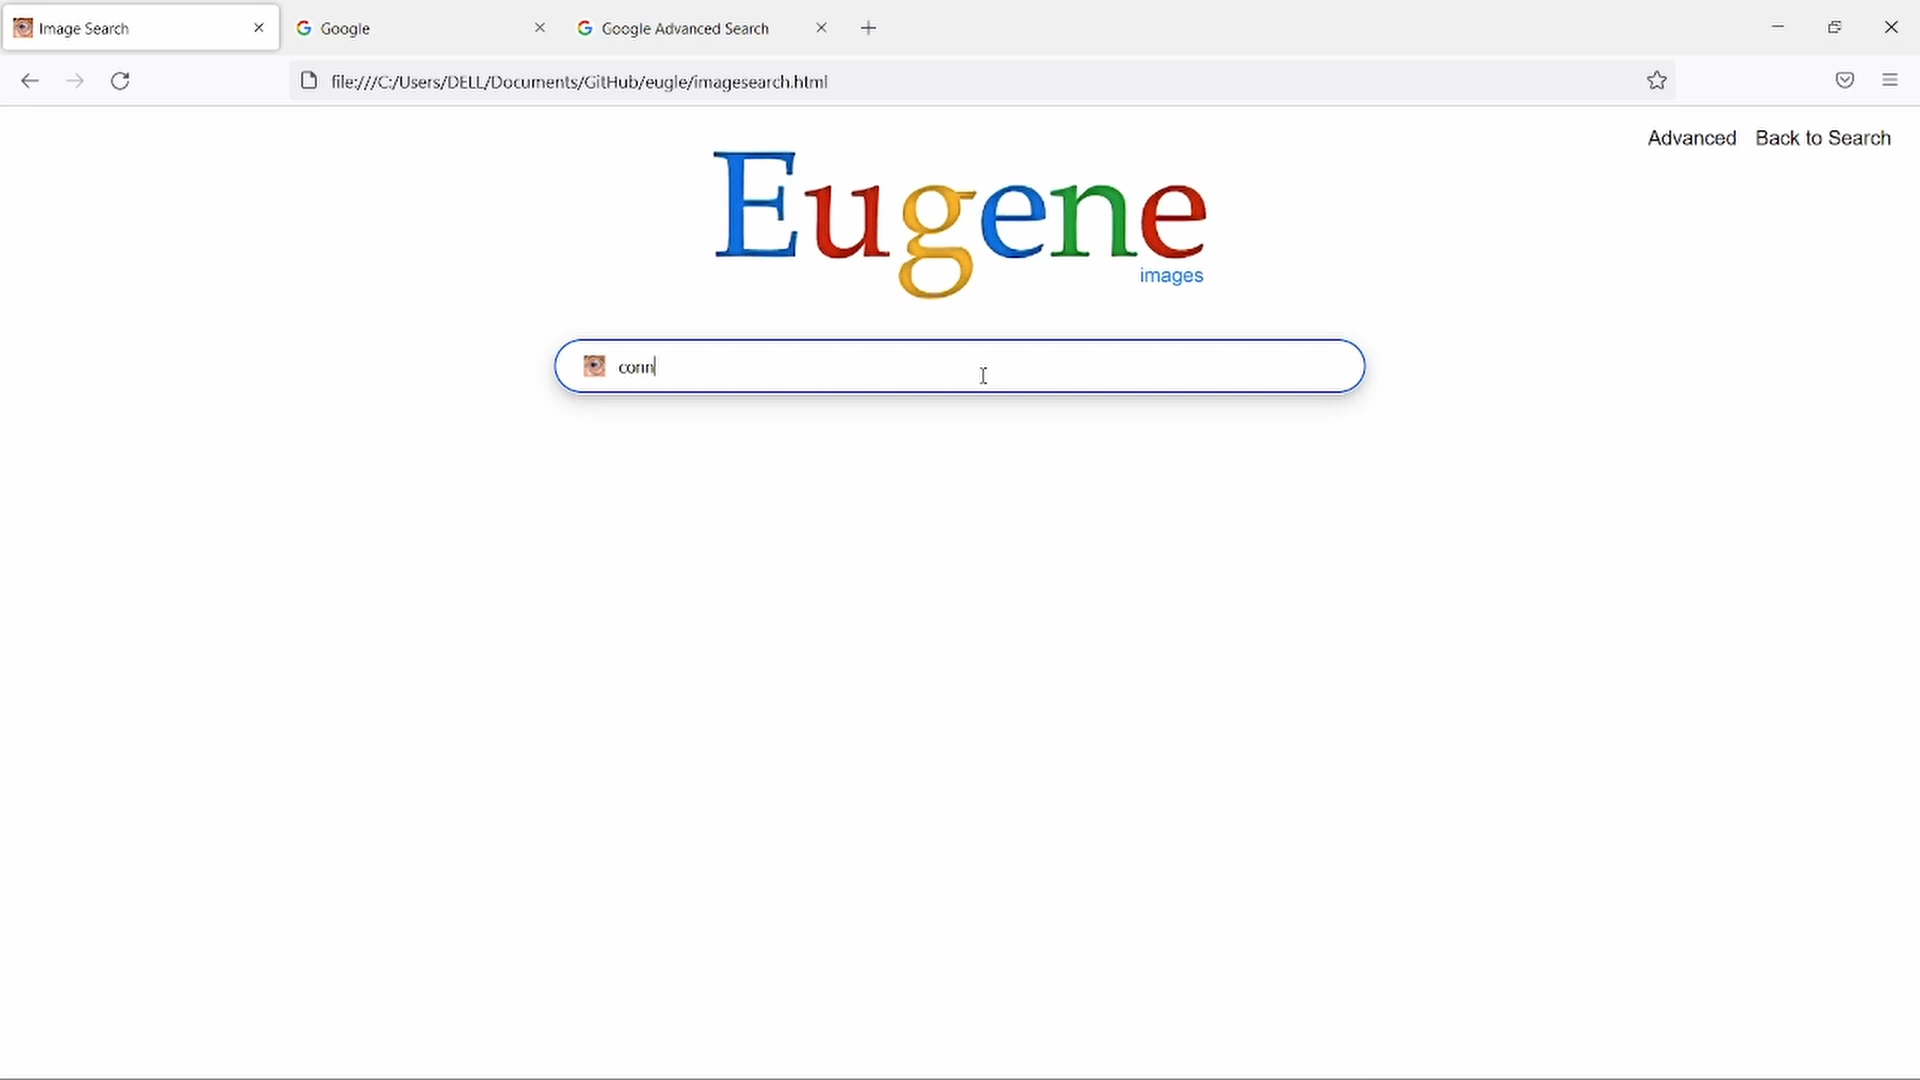 Image Search
Google
Google Advanced Search
file:///C:/Users/DELL/Documents/GitHub/eugle/imagesearch.html
Advanced Back to Search
Eugene
images
conn